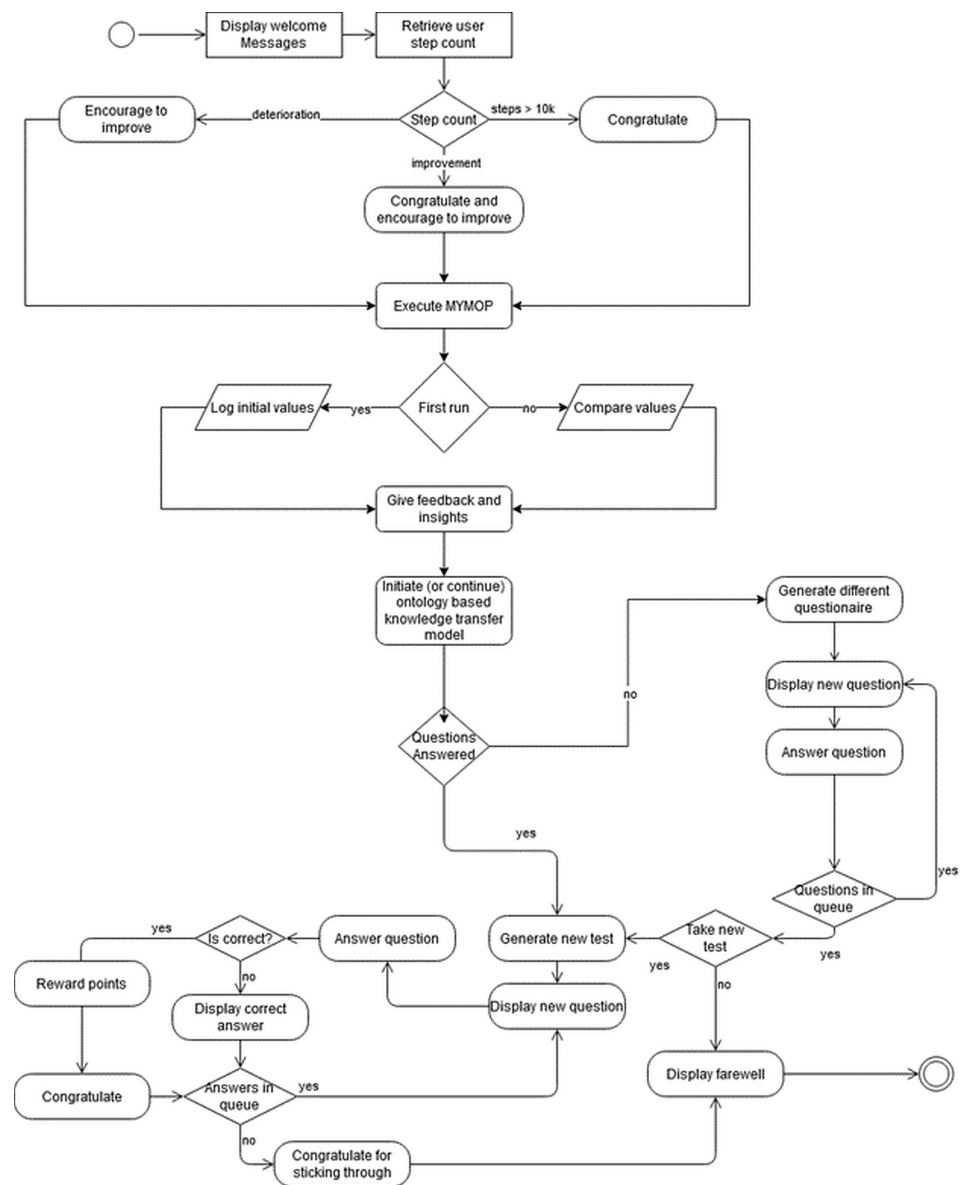 Display welcome
Messages
Retrieve user
step count
Encourage to
improve
deterioration
Step count
steps > 10k
Congratulate
improvement
Congratulate and
encourage to improve
Execute MYMOP
Log initial values
yes
First run
no
Compare values
Give feedback and
insights
Initiate (or continue)
ontology based
knowledge transfer
model
Generate different
questionaire
no
Display new question
Questions
Answered
Answer question
yes
yes
Questions in
queue
yes
Is correct?
Answer question
Generate new test
Take new
test
yes
yes
Reward points
no
Display correct
answer
Display new question
no
Display farewell
Congratulate
Answers in
queue
yes
no
Congratulate for
sticking through